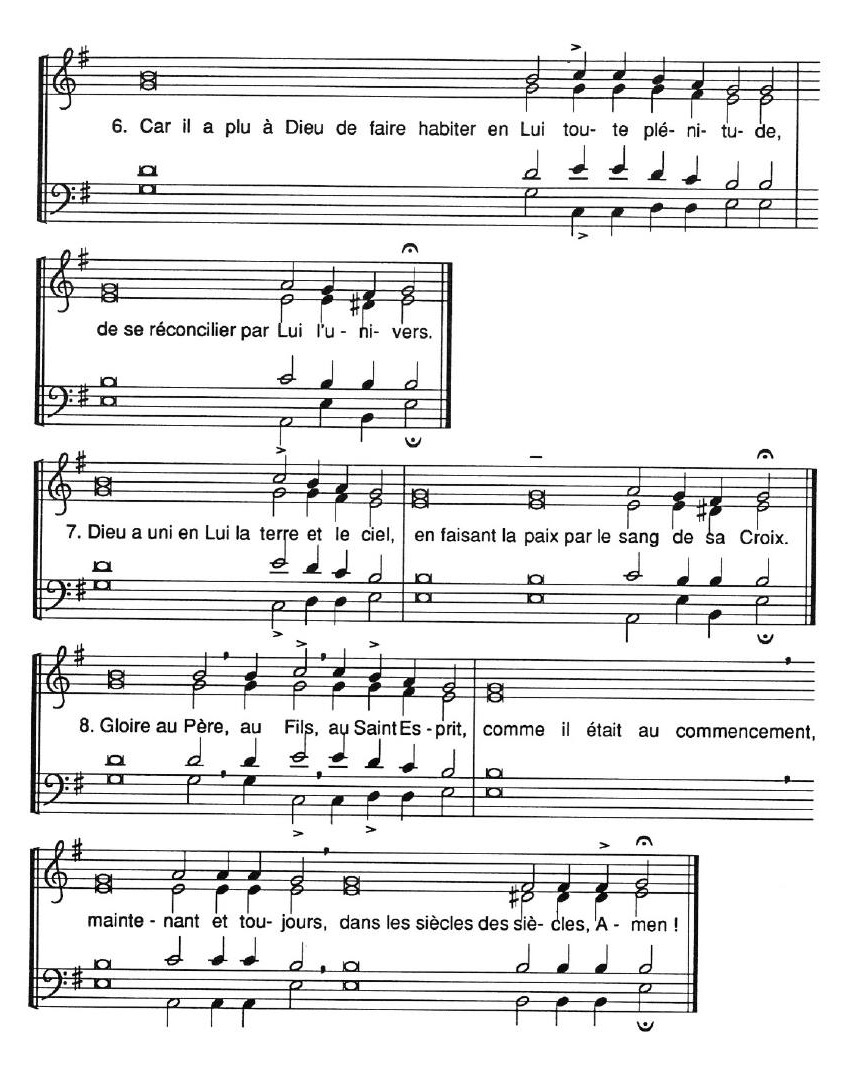 6. Car il a plu à Dieu de faire habiter en Lui tou- te plé- ni- tu- de,
de se réconcilier par Lui l'u - ni- vers.
7. Dieu a uni en Lui la terre et le ciel, en faisant la paix par le sang de sa Croix.
8. Gloire au Père, au Fils, au Saint Es - prit, comme il était au commencement,
mainte - nant et tou- jours, dans les siècles des siè- cles, A - men !